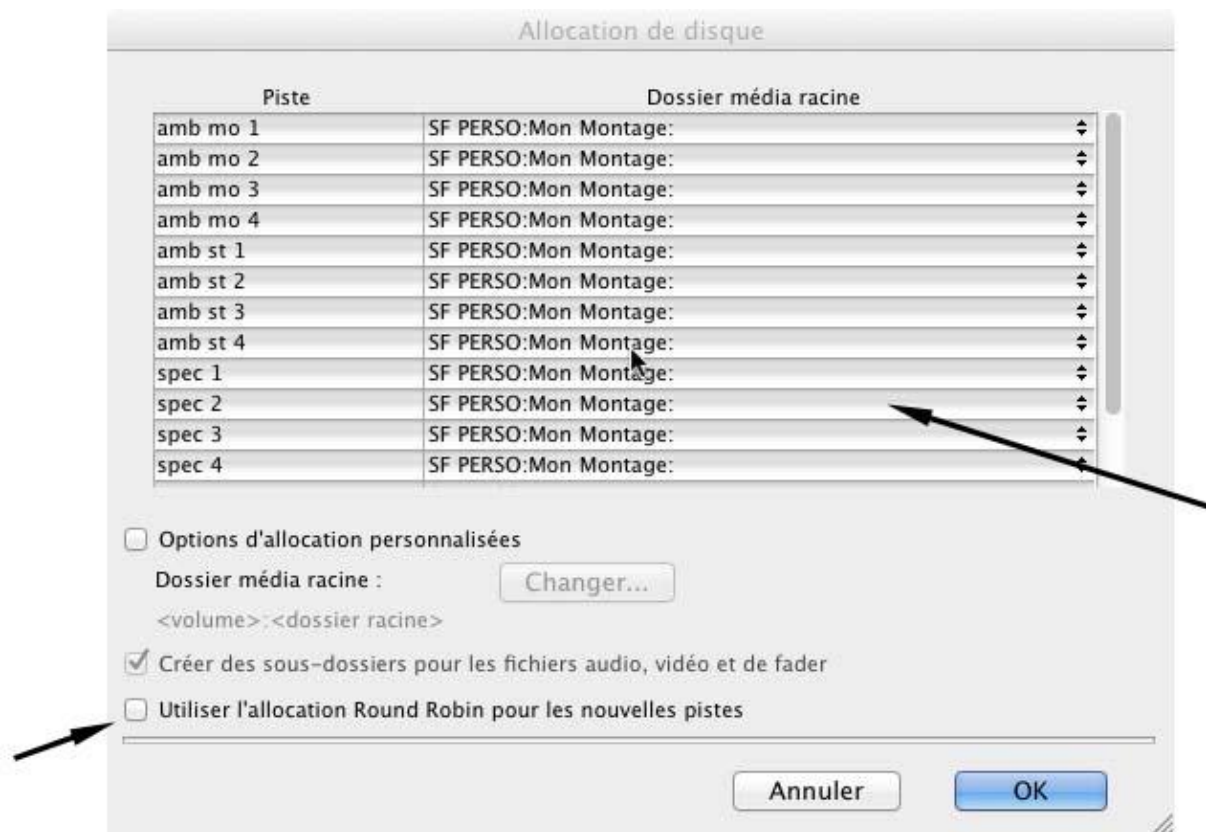 Allocation de disque
Piste Dossier média racine
amb mo 1 SF PERSO:Mon Montage:
amb mo 2 SF PERSO:Mon Montage:
amb mo 3 SF PERSO:Mon Montage:
amb mo 4 SF PERSO:Mon Montage:
amb st 1 SF PERSO:Mon Montage:
amb st 2 SF PERSO:Mon Montage:
amb st 3 SF PERSO:Mon Montage:
amb st 4 SF PERSO:Mon Montage:
spec 1 SF PERSO:Mon Montage:
spec 2 SF PERSO:Mon Montage:
spec 3 SF PERSO:Mon Montage:
spec 4 SF PERSO:Mon Montage:
Options d'allocation personnalisées
Dossier média racine : Changer...
<volume>:<dossier racine>
Créer des sous-dossiers pour les fichiers audio, vidéo et de fader
Utiliser l'allocation Round Robin pour les nouvelles pistes
Annuler OK